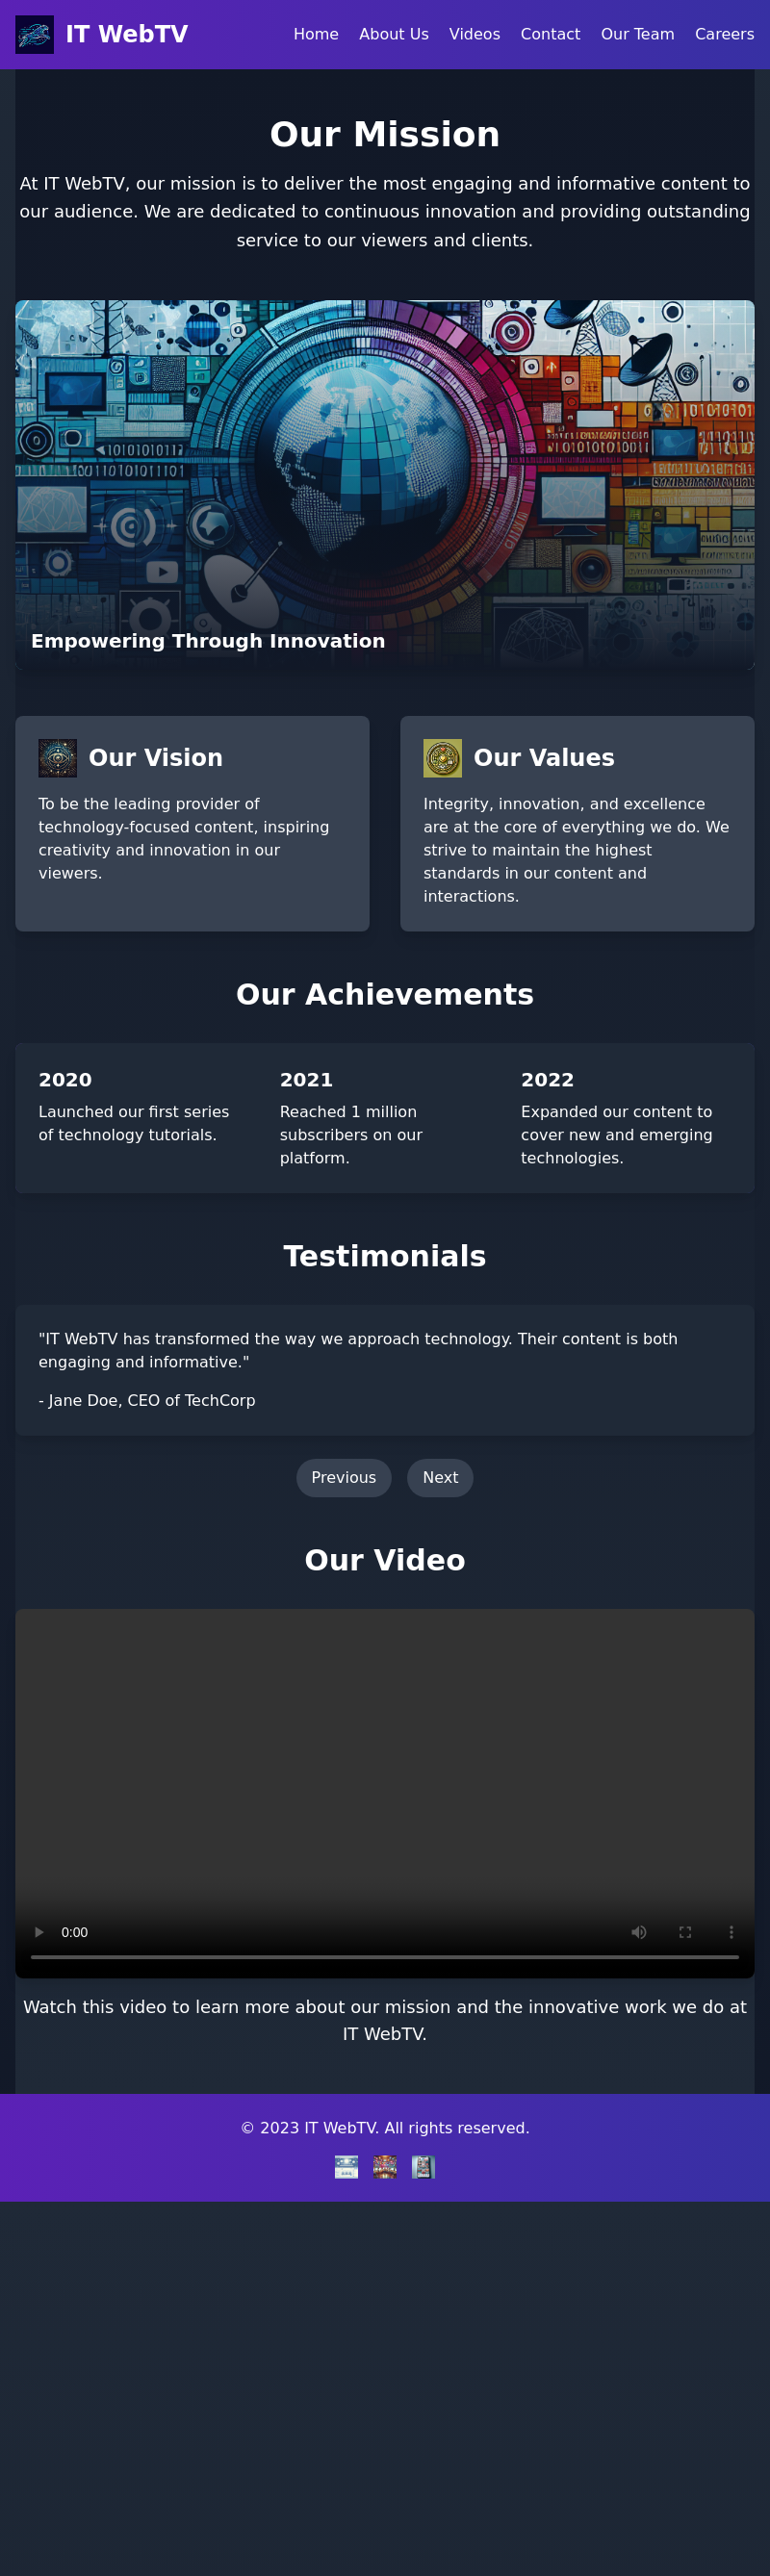 IT WebTV
Home About Us Videos Contact Our Team Careers
Our Mission
At IT WebTV, our mission is to deliver the most engaging and informative content to
our audience. We are dedicated to continuous innovation and providing outstanding
service to our viewers and clients.
Empowering Through Innovation
Our Vision
To be the leading provider of
technology-focused content, inspiring
creativity and innovation in our
viewers.
Our Values
Integrity, innovation, and excellence
are at the core of everything we do. We
strive to maintain the highest
standards in our content and
interactions.
Our Achievements
2020
Launched our first series
of technology tutorials.
2021
Reached 1 million
subscribers on our
platform.
2022
Expanded our content to
cover new and emerging
technologies.
Testimonials
"IT WebTV has transformed the way we approach technology. Their content is both
engaging and informative."
- Jane Doe, CEO of TechCorp
Previous Next
Our Video
0:00
Watch this video to learn more about our mission and the innovative work we do at
IT WebTV.
© 2023 IT WebTV. All rights reserved.